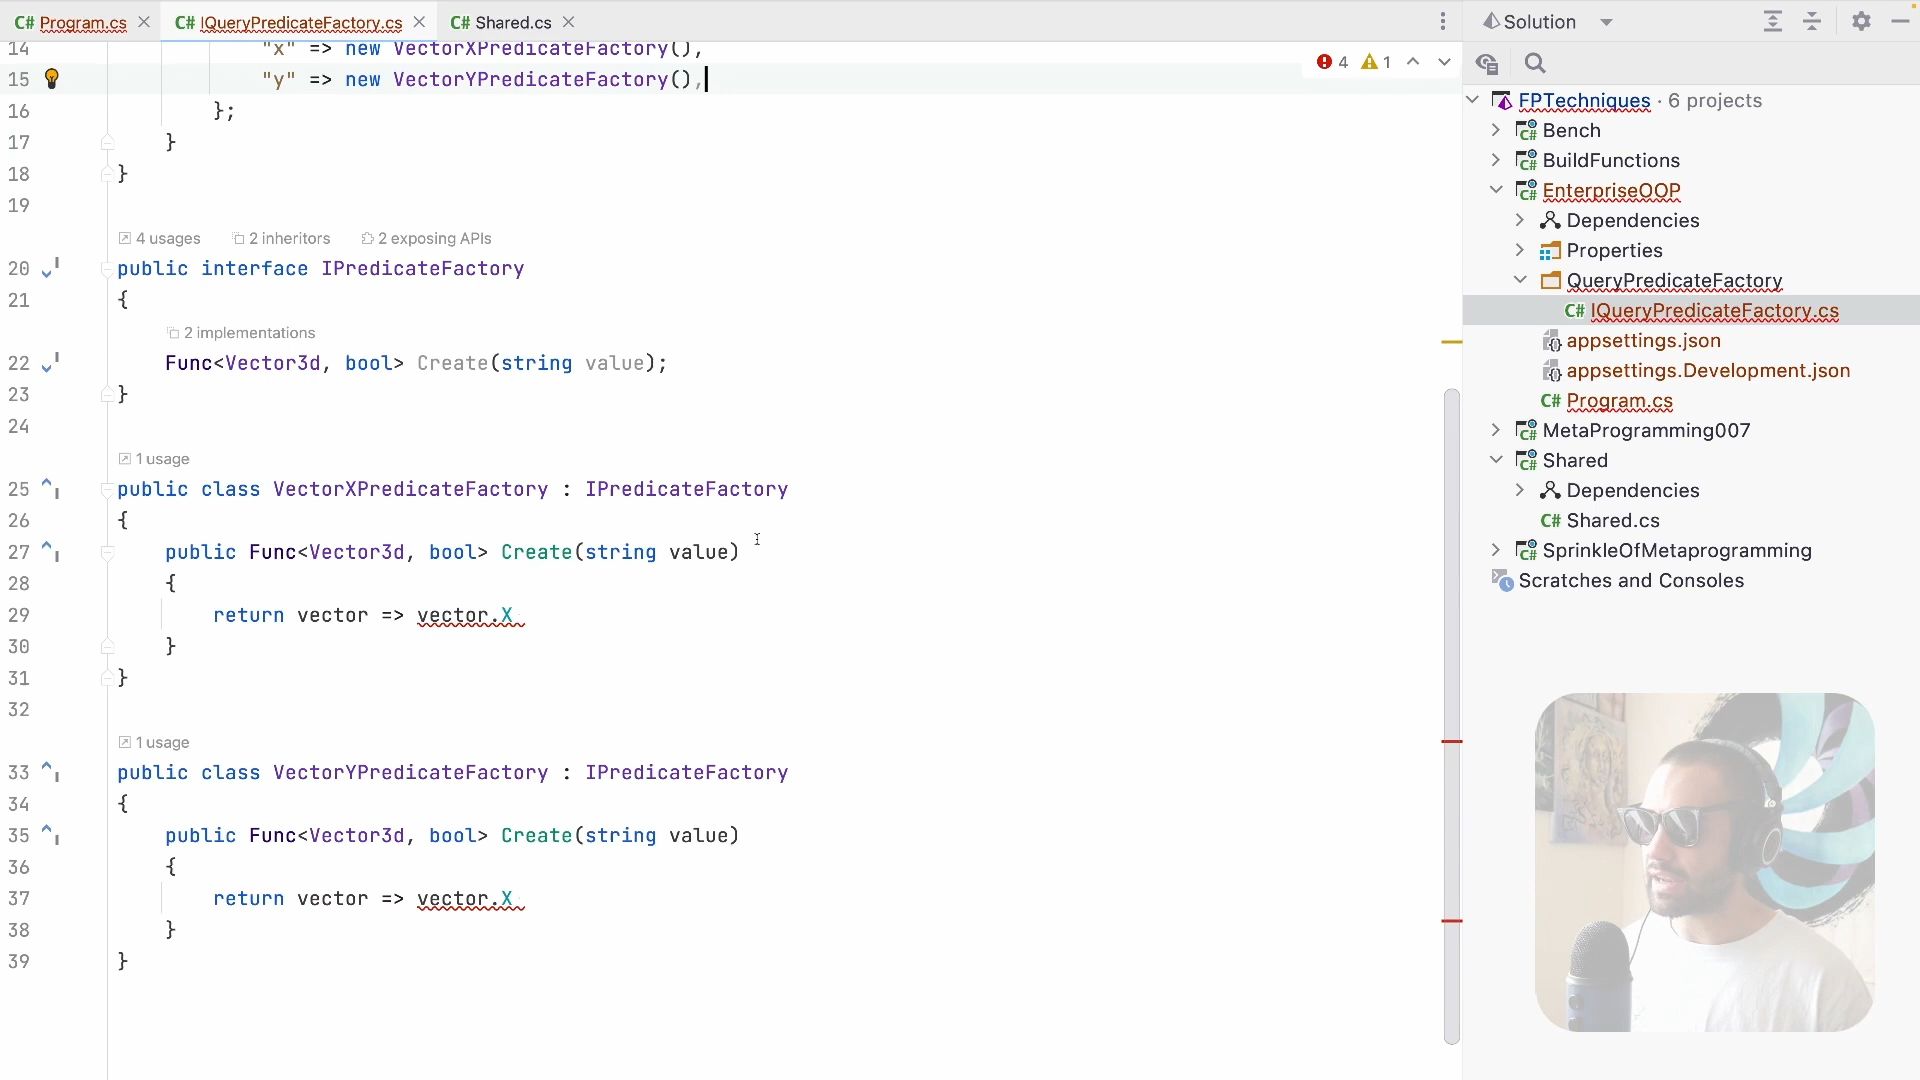 C# Program.cs
C# IQueryPredicateFactory.cs
C# Shared.cs
Solution
14 "x" => new VectorXPredicateFactory(),
4 1
15 "y" => new VectorYPredicateFactory(),
16 };
17 }
18 }
19
4 usages 2 inheritors 2 exposing APIs
20 public interface IPredicateFactory
21 {
2 implementations
22 Func<Vector3d, bool> Create(string value);
23 }
24
1 usage
25 public class VectorXPredicateFactory : IPredicateFactory
26 {
27 public Func<Vector3d, bool> Create(string value)
28 {
29 return vector => vector.X
30 }
31 }
32
1 usage
33 public class VectorYPredicateFactory : IPredicateFactory
34 {
35 public Func<Vector3d, bool> Create(string value)
36 {
37 return vector => vector.X
38 }
39 }
FPTechniques · 6 projects
C# Bench
C# BuildFunctions
C# EnterpriseOOP
Dependencies
Properties
QueryPredicateFactory
C# IQueryPredicateFactory.cs
appsettings.json
appsettings.Development.json
C# Program.cs
C# MetaProgramming007
C# Shared
Dependencies
C# Shared.cs
C# SprinkleOfMetaprogramming
Scratches and Consoles